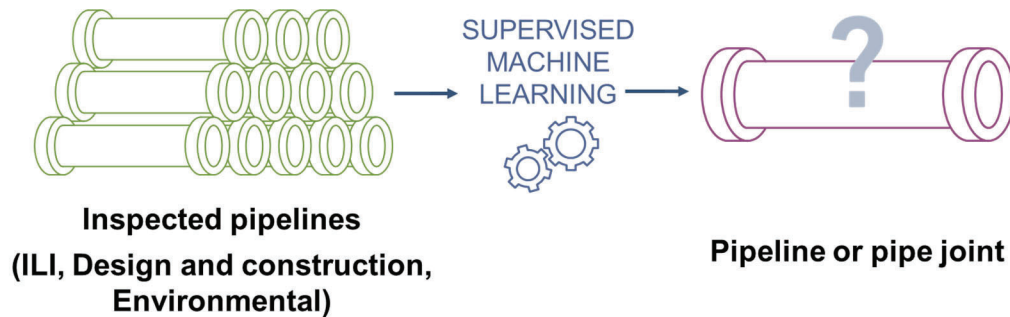 SUPERVISED
MACHINE
LEARNING
?
Inspected pipelines
(ILI, Design and construction,
Environmental)
Pipeline or pipe joint